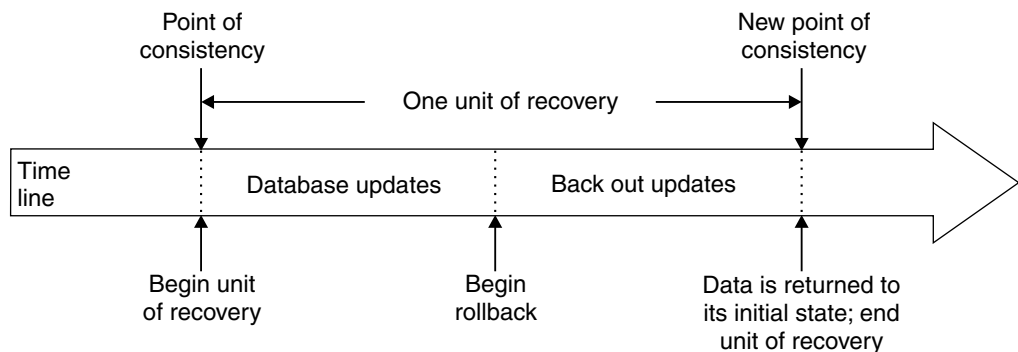 Point of
consistency
New point of
consistency
One unit of recovery
Time
line
Database updates
Back out updates
Begin unit
of recovery
Begin
rollback
Data is returned to
its initial state; end
unit of recovery